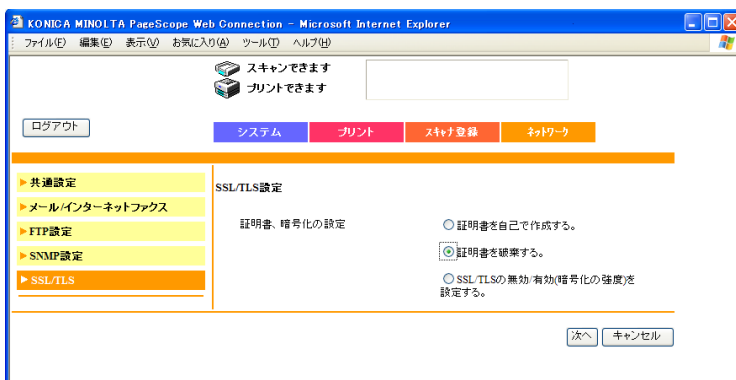 KONICA MINOLTA PageScope Web Connection - Microsoft Internet Explorer
ファイル(F) 編集(E) 表示(V) お気に入り(A) ツール(T) ヘルプ(H)
スキャンできます
プリントできます
ログアウト
システム プリント スキャナ登録 ネットワーク
共通設定
メール/インターネットファクス
FTP設定
SNMP設定
SSL/TLS
SSL/TLS設定
証明書、暗号化の設定
証明書を自己で作成する。
証明書を破棄する。
SSL/TLSの無効/有効(暗号化の強度)を
設定する。
次へ キャンセル